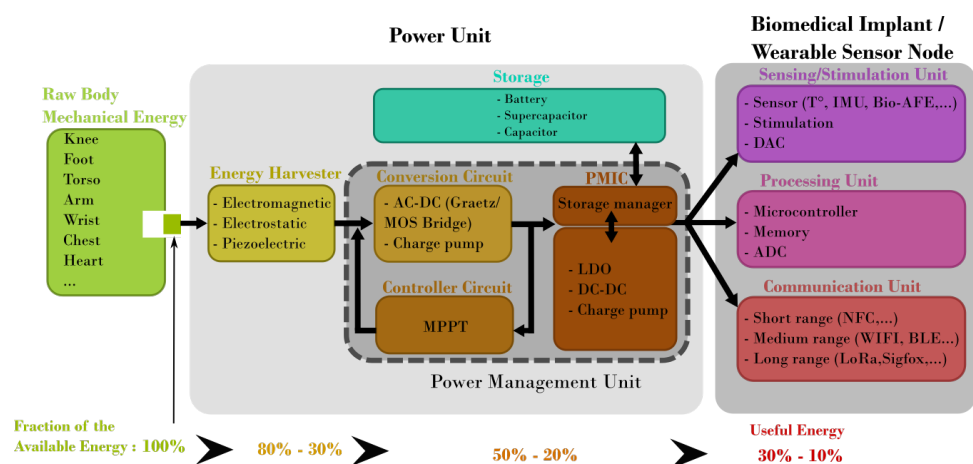 Power Unit
Biomedical Implant /
Wearable Sensor Node
Raw Body
Mechanical Energy
Knee
Foot
Torso
Arm
Wrist
Chest
Heart
...
Storage
- Battery
- Supercapacitor
- Capacitor
Energy Harvester
- Electromagnetic
- Electrostatic
- Piezoelectric
Conversion Circuit
- AC-DC (Graetz/
MOS Bridge)
- Charge pump
Controller Circuit
MPPT
PMIC
Storage manager
- LDO
- DC-DC
- Charge pump
Power Management Unit
Sensing/Stimulation Unit
- Sensor (T°, IMU, Bio-AFE,...)
- Stimulation
- DAC
Processing Unit
- Microcontroller
- Memory
- ADC
Communication Unit
- Short range (NFC,...)
- Medium range (WIFI, BLE...)
- Long range (LoRa,Sigfox,...)
Fraction of the
Available Energy : 100%
80% - 30%
50% - 20%
Useful Energy
30% - 10%